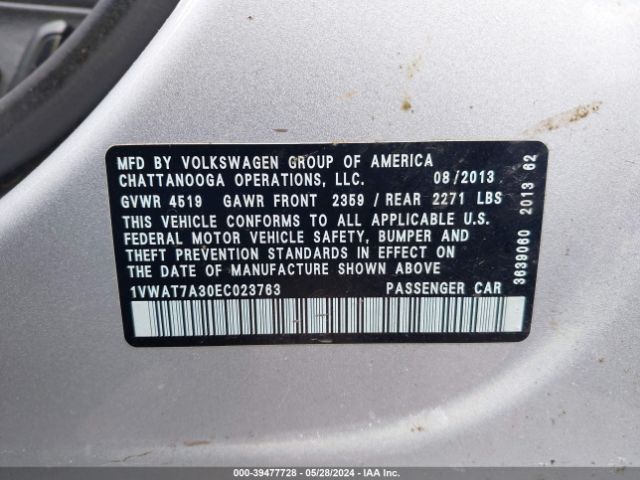 MFD BY VOLKSWAGEN GROUP OF AMERICA
CHATTANOOGA OPERATIONS, LLC. 08/2013
GVWR 4519 GAWR FRONT 2359 / REAR 2271 LBS
THIS VEHICLE CONFORMS TO ALL APPLICABLE U.S.
FEDERAL MOTOR VEHICLE SAFETY, BUMPER AND
THEFT PREVENTION STANDARDS IN EFFECT ON
THE DATE OF MANUFACTURE SHOWN ABOVE
1VWAT7A30EC023763 PASSENGER CAR
3639060 2013 62
© - 39477728 - 05/28/2024 - IAA Inc.